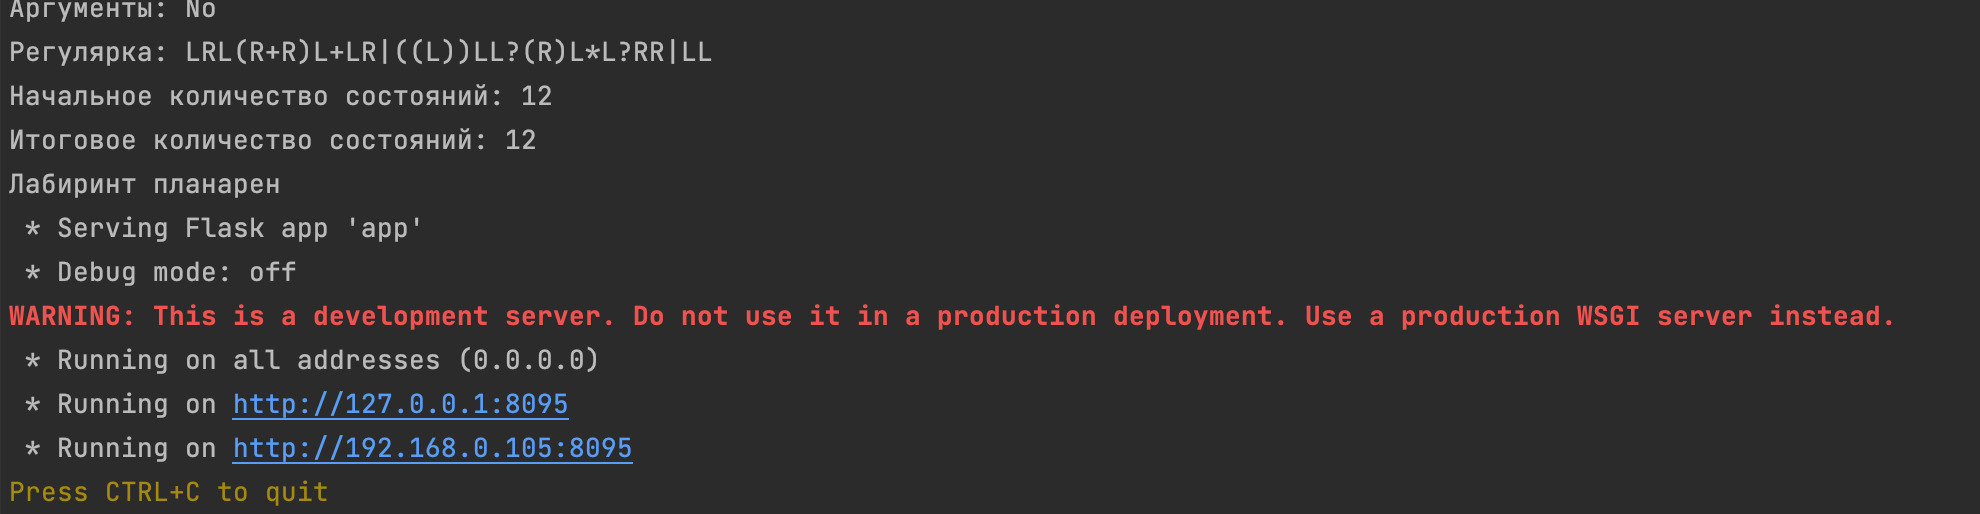 Аргументы: No
Регулярка: LRL(R+R)L+LR|((L))LL?(R)L*L?RR|LL
Начальное количество состояний: 12
Итоговое количество состояний: 12
Лабиринт планарен
* Serving Flask app 'app'
* Debug mode: off
WARNING: This is a development server. Do not use it in a production deployment. Use a production WSGI server instead.
* Running on all addresses (0.0.0.0)
* Running on http://127.0.0.1:8095
* Running on http://192.168.0.105:8095
Press CTRL+C to quit